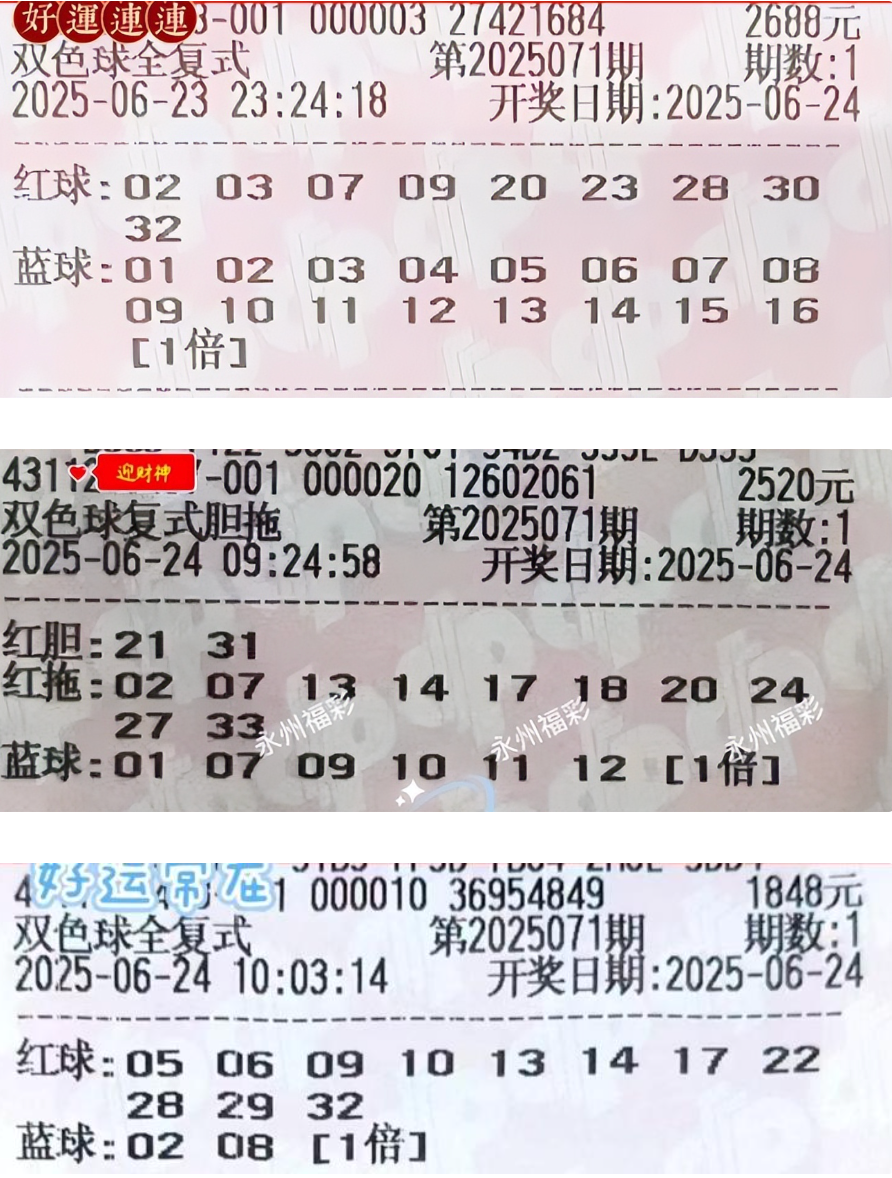 好運連連3-001 000003 27421684 2688元
双色球全复式 第2025071期 期数:1
2025-06-23 23:24:18 开奖日期:2025-06-24
红球:02 03 07 09 20 23 28 30
32
蓝球:01 02 03 04 05 06 07 08
09 10 11 12 13 14 15 16
[1倍]
4311 迎财神 -001 000020 12602061 2520元
双色球复式胆拖 第2025071期 期数:1
2025-06-24 09:24:58 开奖日期:2025-06-24
红胆:21 31
红拖:02 07 13 14 17 18 20 24
27 33
永州福彩 永州福彩 永州福彩
蓝球:01 07 09 10 11 12 [1倍]
4 好运常在 1 000010 36954849 1848元
双色球全复式 第2025071期 期数:1
2025-06-24 10:03:14 开奖日期:2025-06-24
红球:05 06 09 10 13 14 17 22
28 29 32
蓝球:02 08 [1倍]